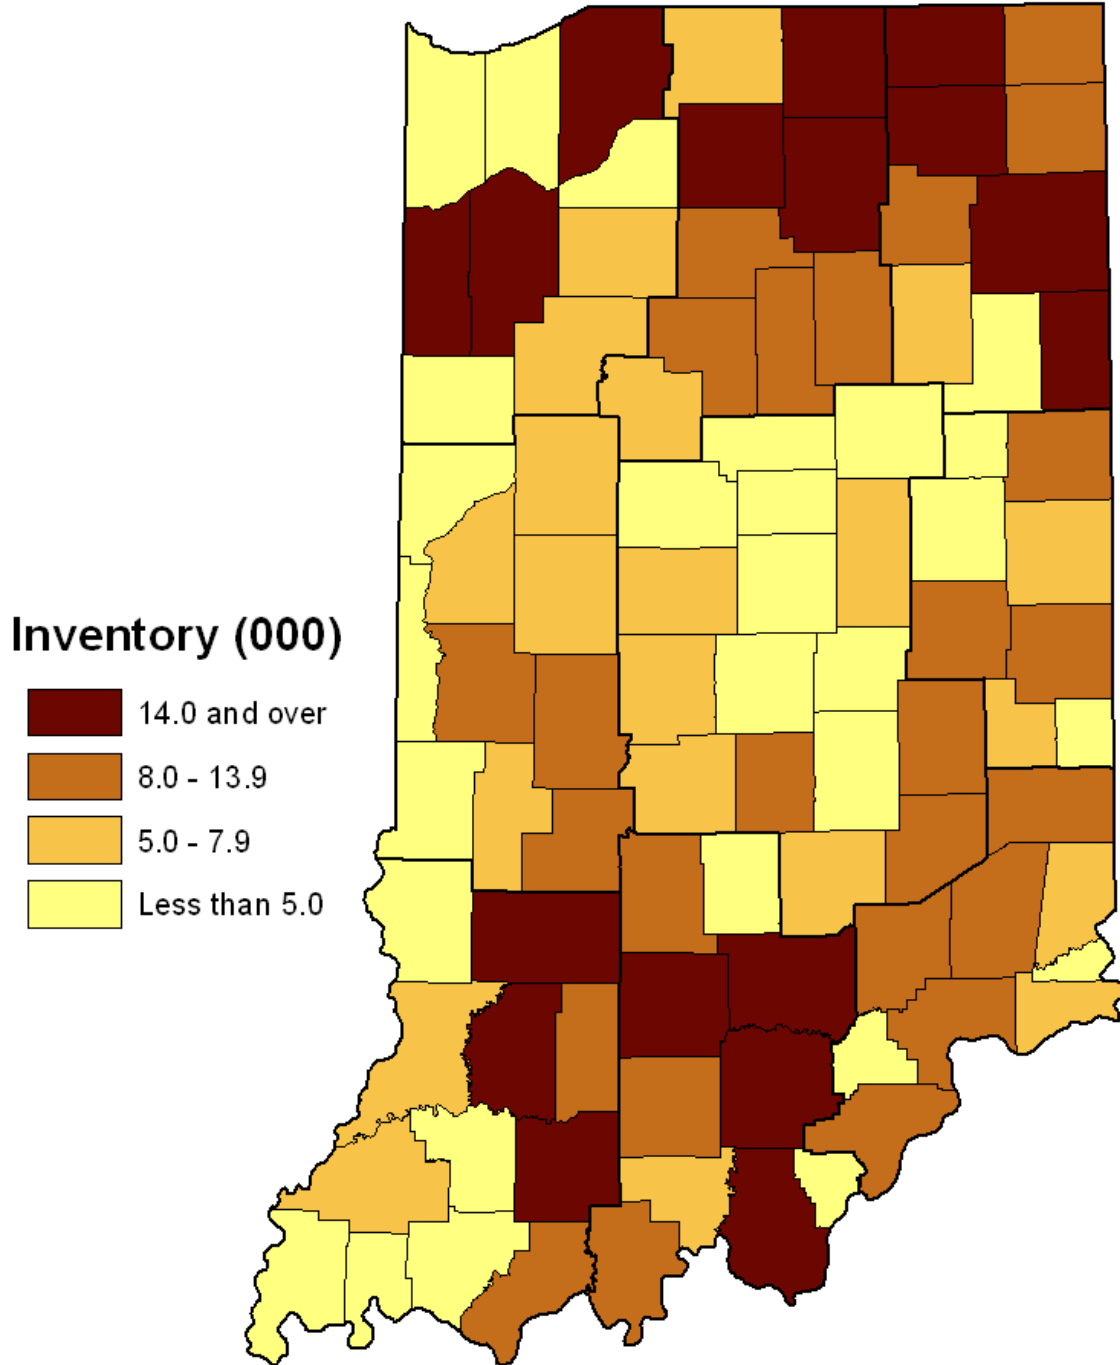 Inventory (000)
14.0 and over
8.0 - 13.9
5.0 - 7.9
Less than 5.0